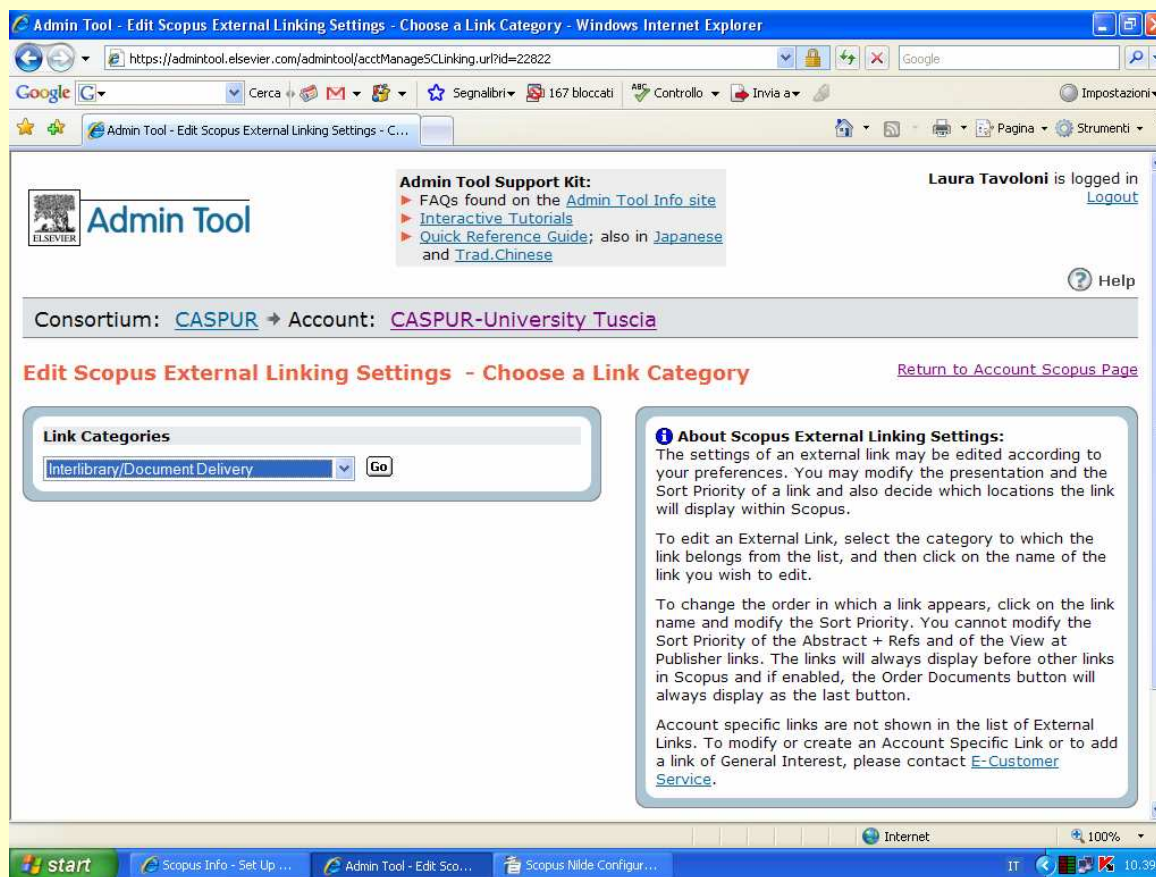 Admin Tool - Edit Scopus External Linking Settings - Choose a Link Category - Windows Internet Explorer
https://admintool.elsevier.com/admintool/acctManageSCLinking.url?id=22822
Google
Google G Cerca Segnalibri 167 bloccati ABC Controllo Invia a Impostazioni
Admin Tool - Edit Scopus External Linking Settings - C... Pagina Strumenti
ELSEVIER
Admin Tool
Admin Tool Support Kit:
FAQs found on the Admin Tool Info site
Interactive Tutorials
Quick Reference Guide; also in Japanese
and Trad.Chinese
Laura Tavoloni is logged in
Logout
? Help
Consortium: CASPUR Account: CASPUR-University Tuscia
Edit Scopus External Linking Settings - Choose a Link Category
Return to Account Scopus Page
Link Categories
Interlibrary/Document Delivery Go
About Scopus External Linking Settings:
The settings of an external link may be edited according to
your preferences. You may modify the presentation and the
Sort Priority of a link and also decide which locations the link
will display within Scopus.
To edit an External Link, select the category to which the
link belongs from the list, and then click on the name of the
link you wish to edit.
To change the order in which a link appears, click on the link
name and modify the Sort Priority. You cannot modify the
Sort Priority of the Abstract + Refs and of the View at
Publisher links. The links will always display before other links
in Scopus and if enabled, the Order Documents button will
always display as the last button.
Account specific links are not shown in the list of External
Links. To modify or create an Account Specific Link or to add
a link of General Interest, please contact E-Customer
Service.
Internet 100%
start Scopus Info - Set Up ... Admin Tool - Edit Sco... Scopus Nilde Configur... IT 10.39